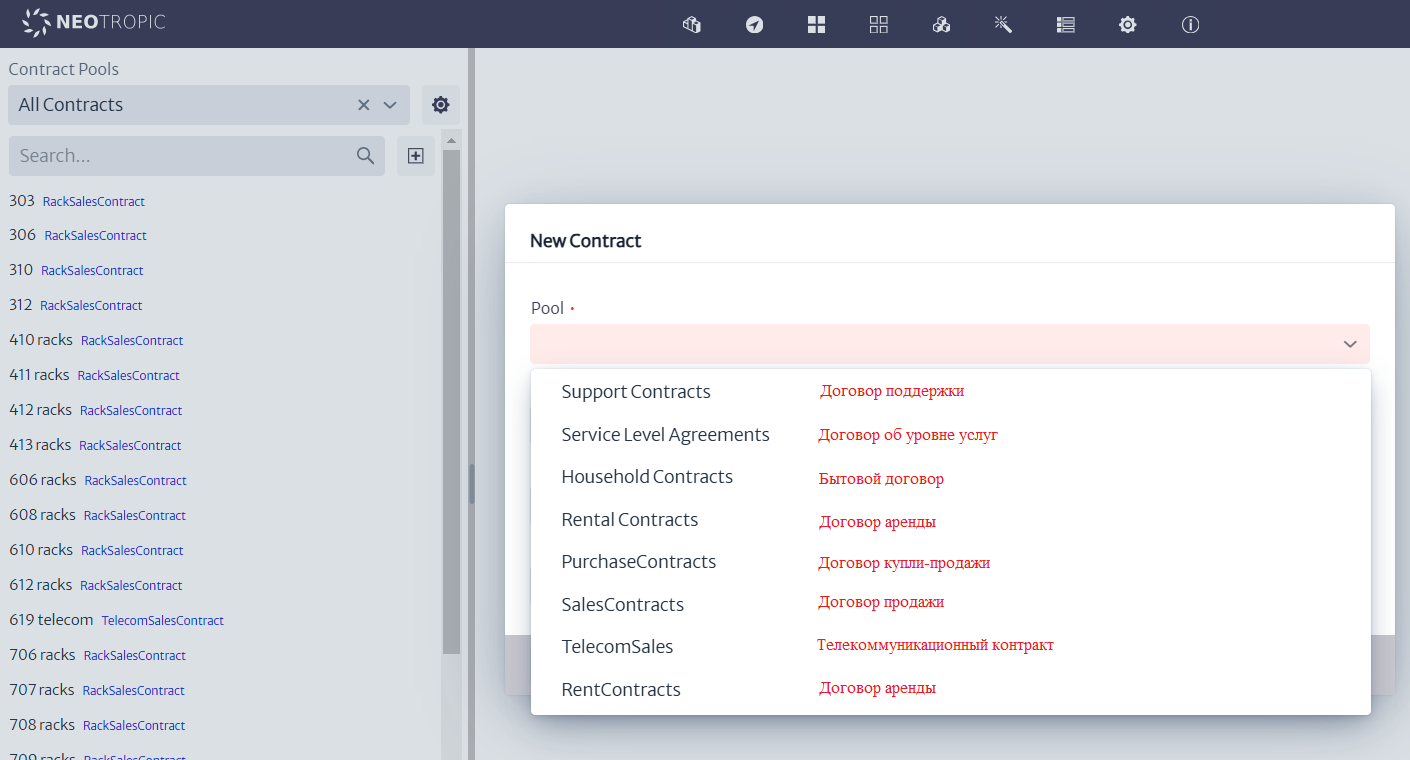 NEOTROPIC
Contract Pools
All Contracts
Search...
303 RackSalesContract
306 RackSalesContract
310 RackSalesContract
312 RackSalesContract
410 racks RackSalesContract
411 racks RackSalesContract
412 racks RackSalesContract
413 racks RackSalesContract
606 racks RackSalesContract
608 racks RackSalesContract
610 racks RackSalesContract
612 racks RackSalesContract
619 telecom TelecomSalesContract
706 racks RackSalesContract
707 racks RackSalesContract
708 racks RackSalesContract
709 racks RackSalesContract
New Contract
Pool •
Support Contracts Договор поддержки
Service Level Agreements Договор об уровне услуг
Household Contracts Бытовой договор
Rental Contracts Договор аренды
PurchaseContracts Договор купли-продажи
SalesContracts Договор продажи
TelecomSales Телекоммуникационный контракт
RentContracts Договор аренды